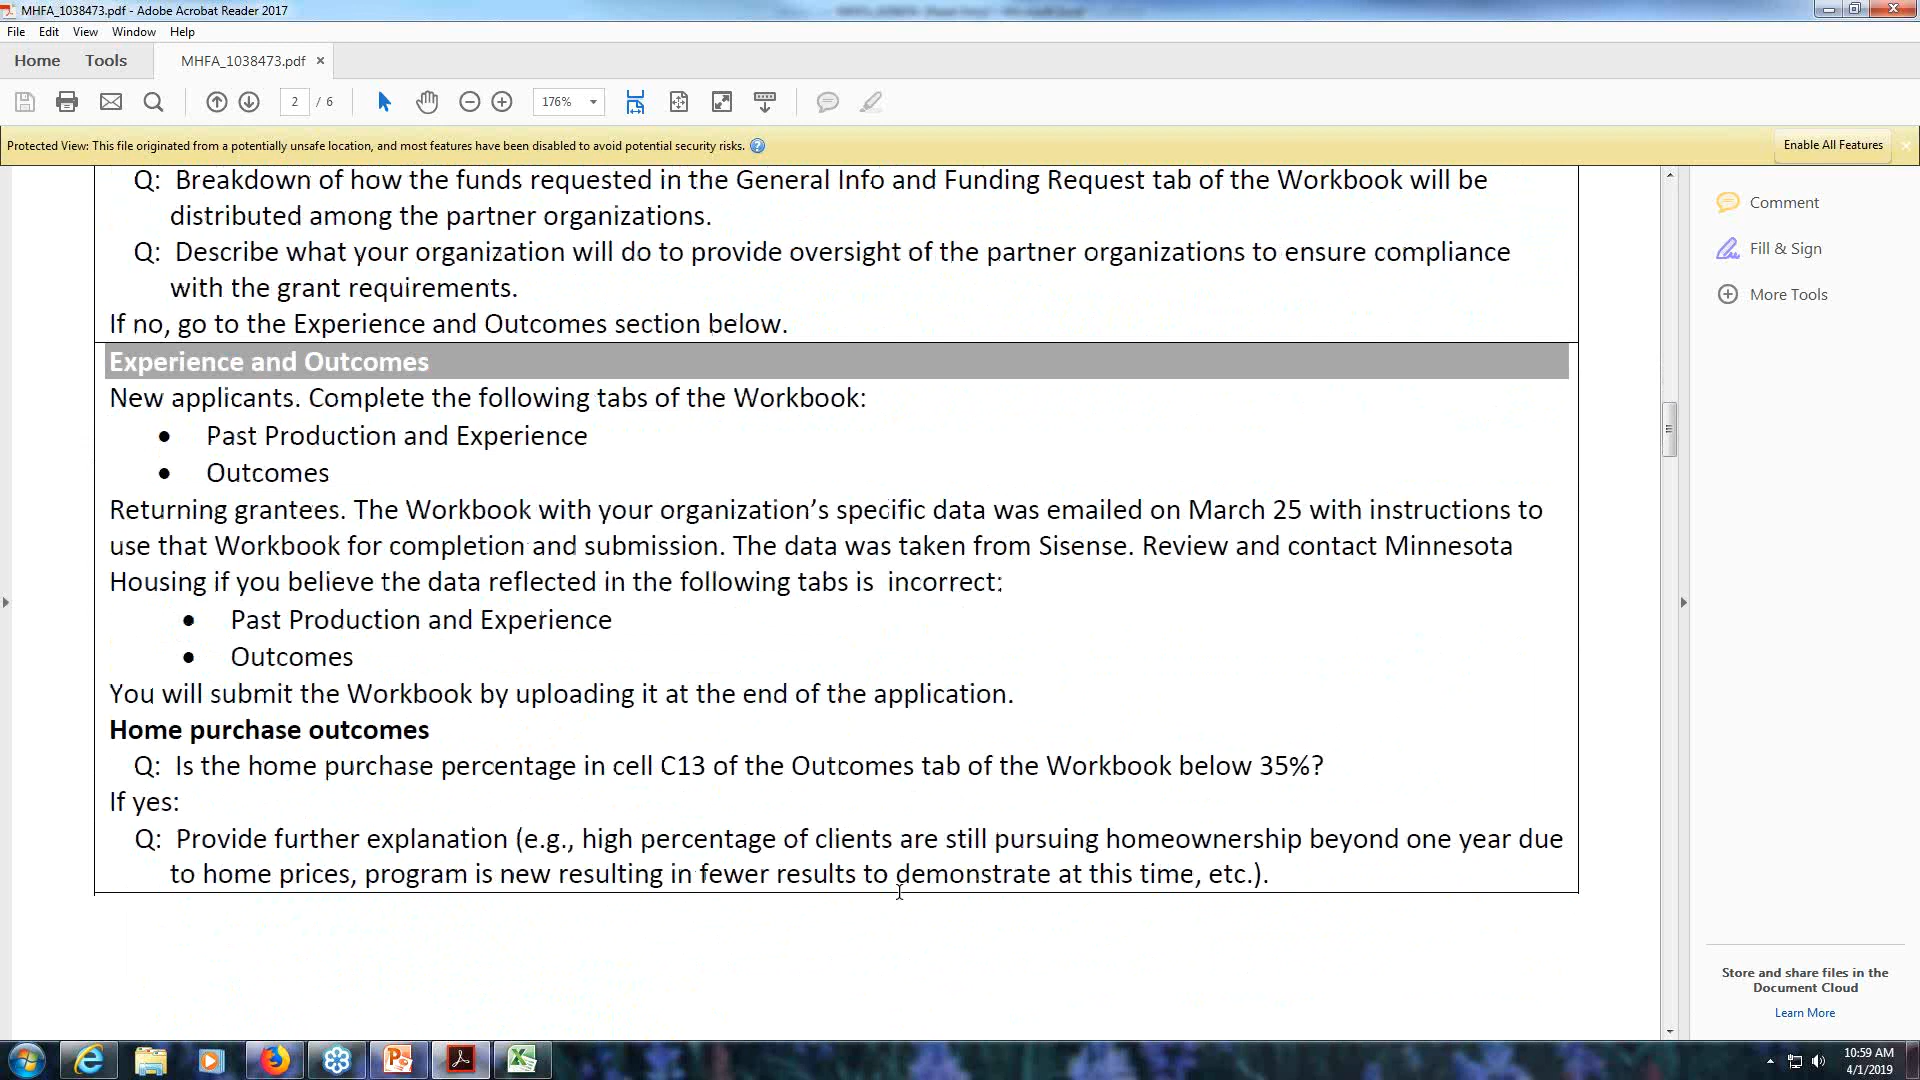 MHFA_1038473.pdf - Adobe Acrobat Reader 2017
File Edit View Window Help
Home Tools MHFA_1038473.pdf ×
2 / 6 176%
Protected View: This file originated from a potentially unsafe location, and most features have been disabled to avoid potential security risks. Enable All Features
Q: Breakdown of how the funds requested in the General Info and Funding Request tab of the Workbook will be
distributed among the partner organizations.
Q: Describe what your organization will do to provide oversight of the partner organizations to ensure compliance
with the grant requirements.
If no, go to the Experience and Outcomes section below.
Experience and Outcomes
New applicants. Complete the following tabs of the Workbook:
• Past Production and Experience
• Outcomes
Returning grantees. The Workbook with your organization’s specific data was emailed on March 25 with instructions to
use that Workbook for completion and submission. The data was taken from Sisense. Review and contact Minnesota
Housing if you believe the data reflected in the following tabs is incorrect:
• Past Production and Experience
• Outcomes
You will submit the Workbook by uploading it at the end of the application.
Home purchase outcomes
Q: Is the home purchase percentage in cell C13 of the Outcomes tab of the Workbook below 35%?
If yes:
Q: Provide further explanation (e.g., high percentage of clients are still pursuing homeownership beyond one year due
to home prices, program is new resulting in fewer results to demonstrate at this time, etc.).
Comment
Fill & Sign
More Tools
Store and share files in the
Document Cloud
Learn More
10:59 AM
4/1/2019